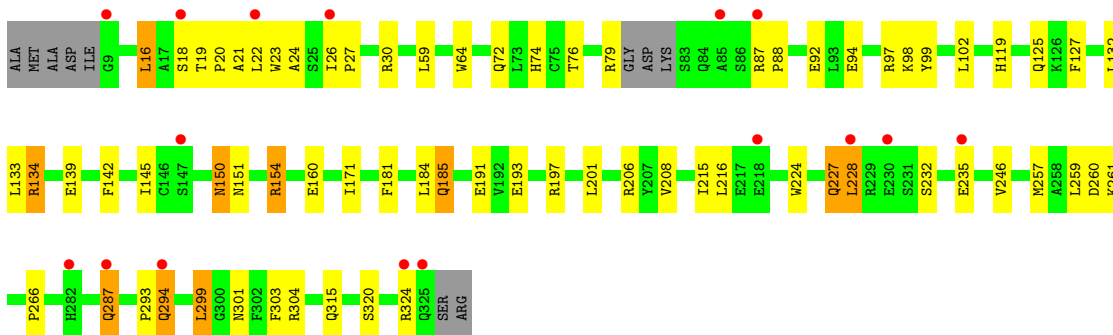 ALA MET ALA ASP ILE G9 L16 A17 S18 T19 P20 A21 L22 W23 A24 S25 I26 P27 R30 L59 W64 Q72 L73 H74 C75 T76 R79 GLY ASP LYS S83 Q84 A85 S86 R87 P88 E92 L93 E94 R97 K98 Y99 L102 H119 Q125 K126 F127
L133 R134 E139 F142 I145 C146 S147 N150 N151 R154 E160 I171 F181 L184 Q185 E191 V192 E193 R197 L201 R206 Y207 V208 I215 L216 E217 E218 W224 Q227 L228 R229 E230 S231 S232 E235 V246 M257 A258 L259 D260
P266 H282 Q287 P293 Q294 L299 G300 N301 F302 F303 R304 Q315 S320 R324 Q325 SER ARG